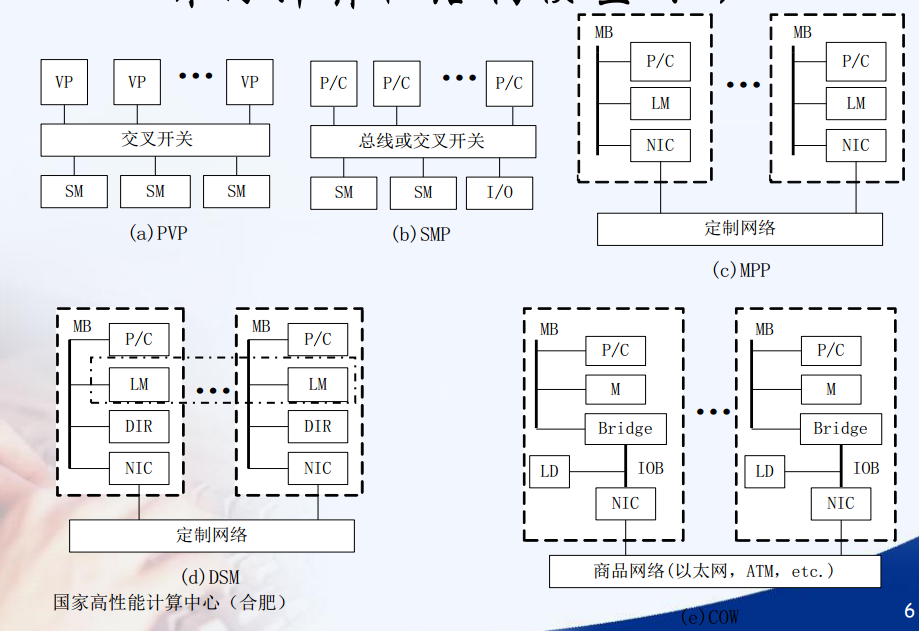 VP VP ••• VP
交叉开关
SM SM SM
(a)PVP
P/C P/C ••• P/C
总线或交叉开关
SM SM I/O
(b)SMP
MB MB
P/C ••• P/C
LM LM
NIC NIC
定制网络
(c)MPP
MB MB
P/C P/C
LM ••• LM
DIR DIR
NIC NIC
定制网络
(d)DSM
MB MB
P/C P/C
M ••• M
Bridge Bridge
LD IOB LD IOB
NIC NIC
商品网络(以太网，ATM，etc.)
(e)COW
国家高性能计算中心（合肥）
6